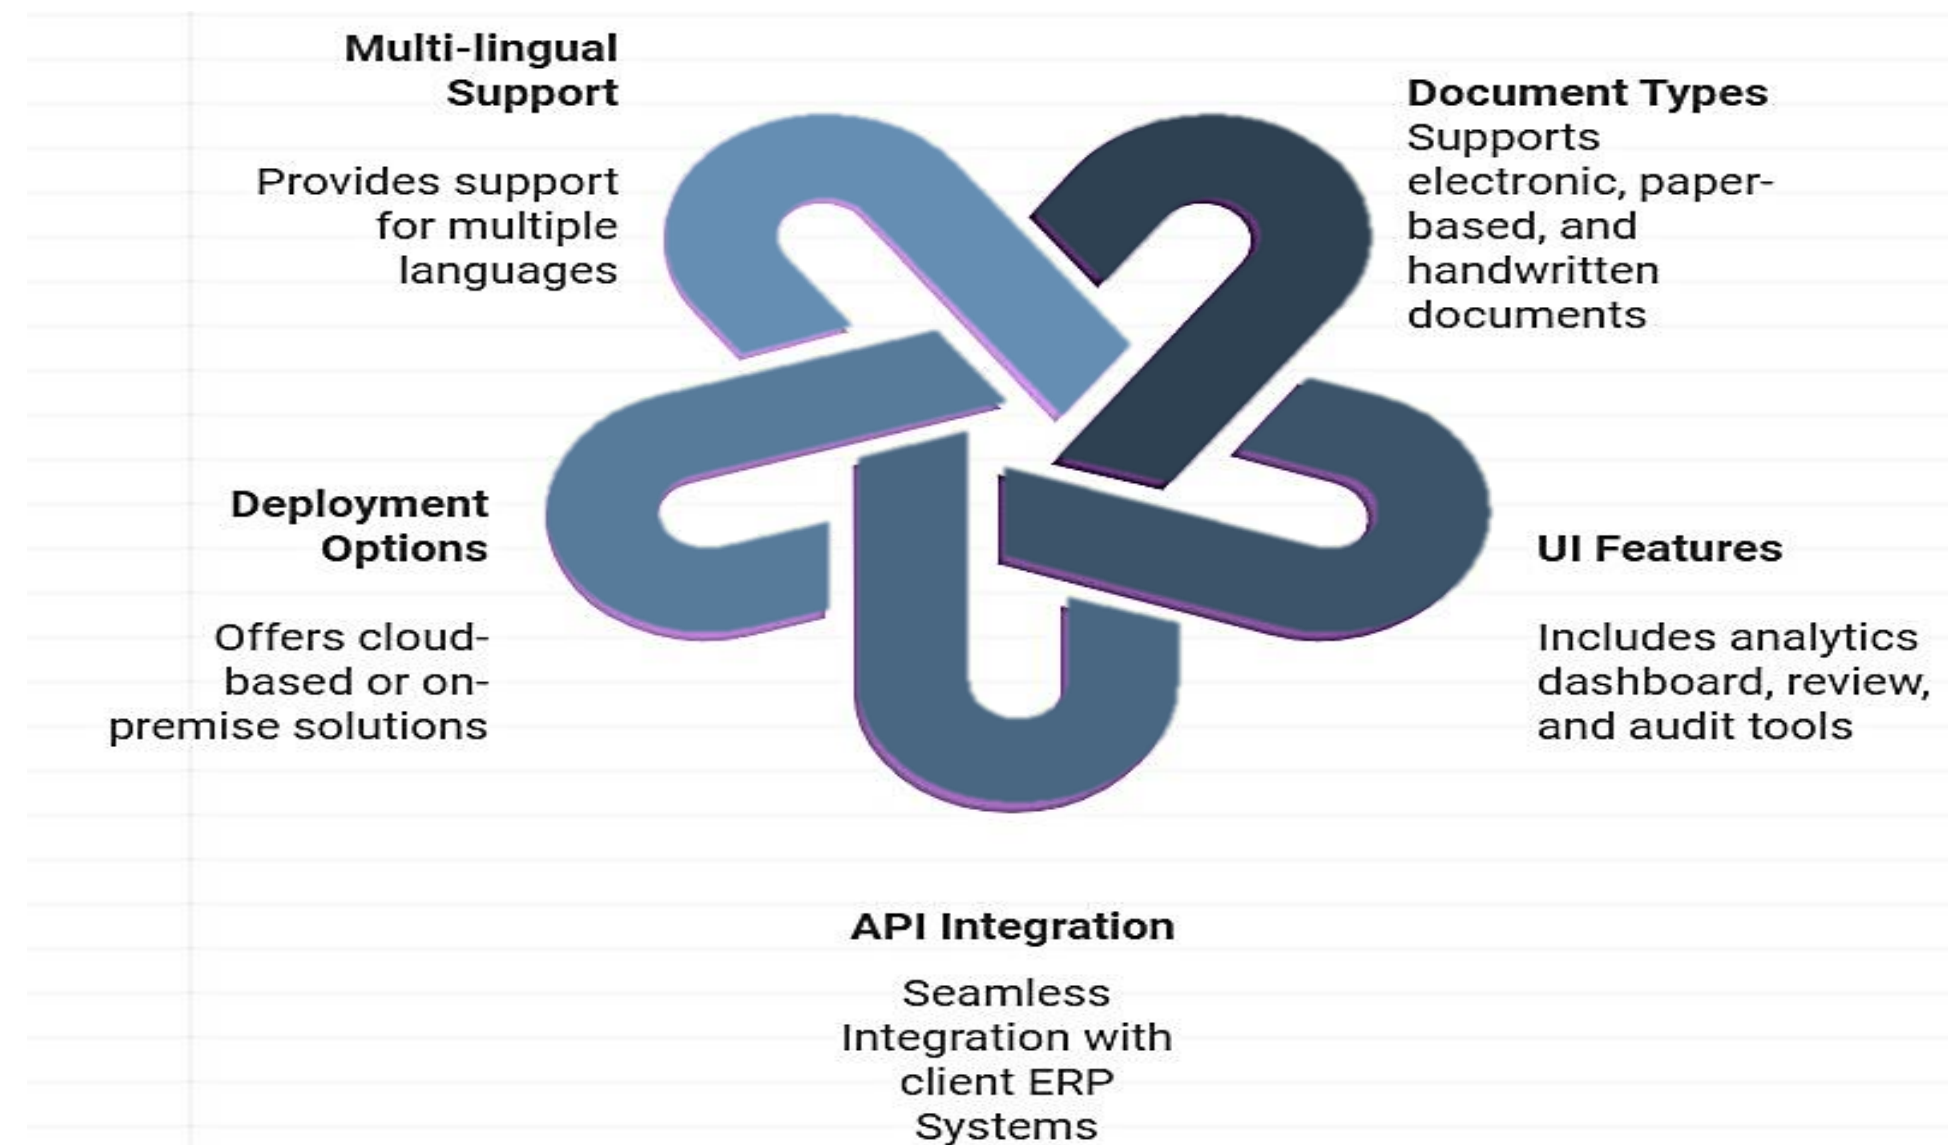 Multi-lingual
Support
Provides support
for multiple
languages
Document Types
Supports
electronic, paper-
based, and
handwritten
documents
Deployment
Options
Offers cloud-
based or on-
premise solutions
UI Features
Includes analytics
dashboard, review,
and audit tools
API Integration
Seamless
Integration with
client ERP
Systems